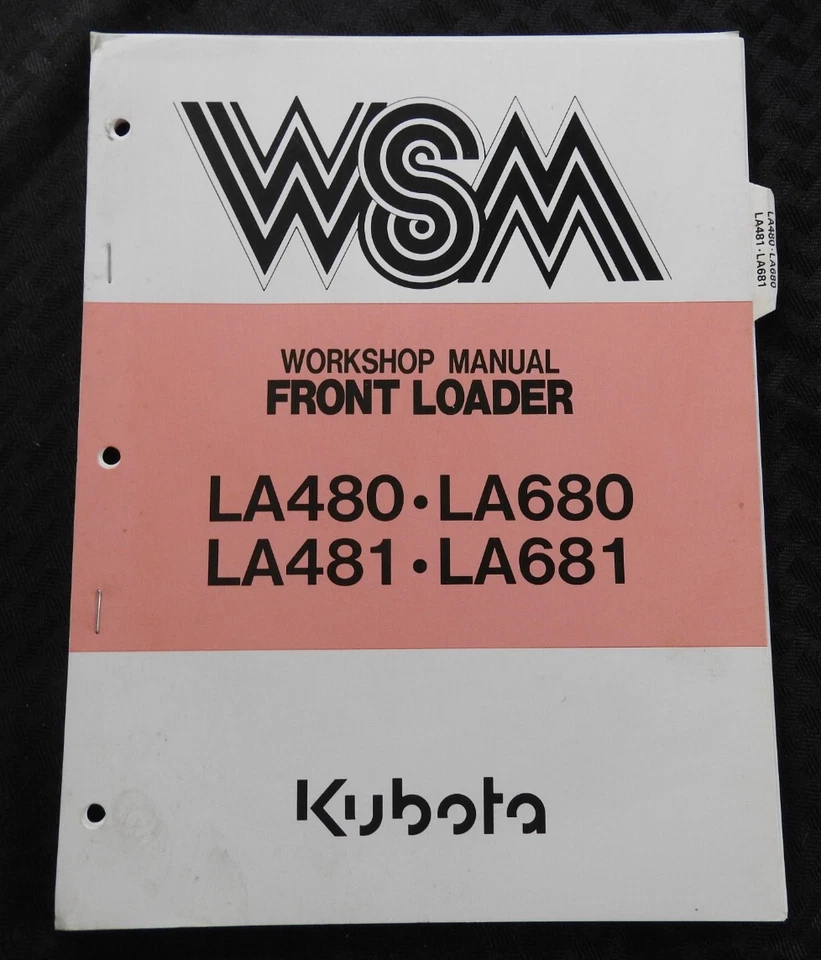 WSM
WORKSHOP MANUAL
FRONT LOADER
LA480・LA680
LA481・LA681
Kubota
LA480・LA680
LA481・LA681